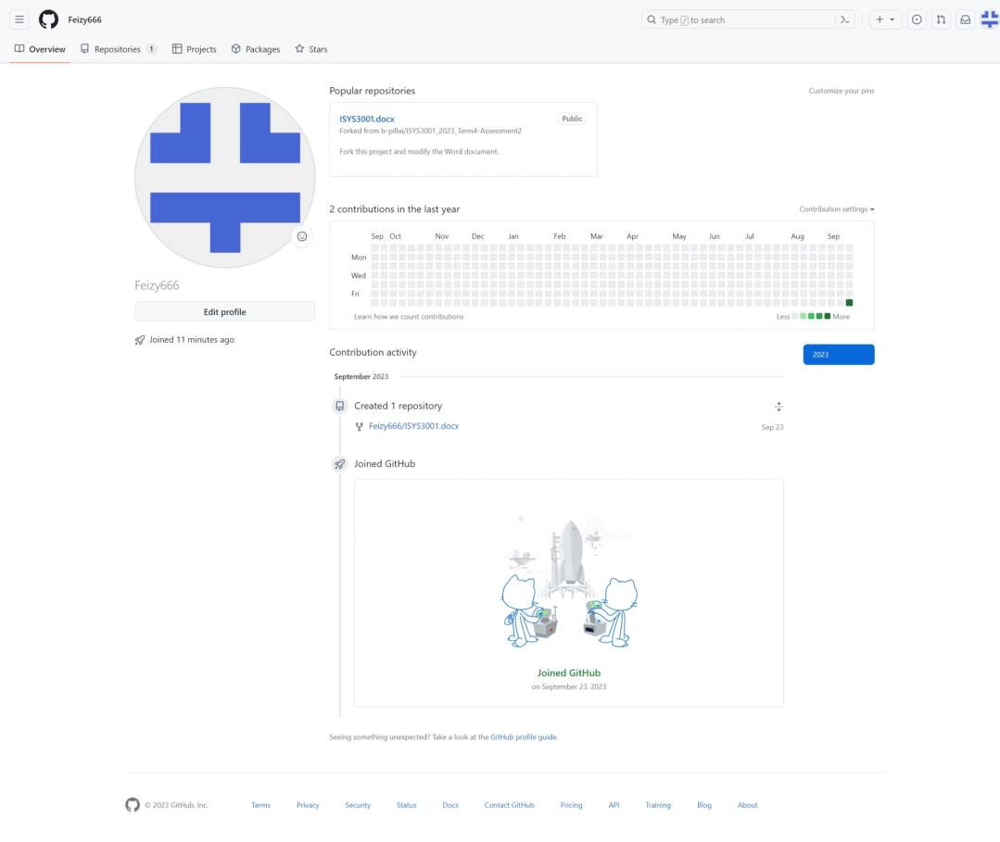 Feizy666
Type / to search
Overview
Repositories 1
Projects
Packages
Stars
Feizy666
Edit profile
Joined 11 minutes ago
Popular repositories
Customize your pins
ISYS3001.docx
Public
Forked from b-pillai/ISYS3001_2023_Term4-Assessment2
Fork this project and modify the Word document.
2 contributions in the last year
Contribution settings
Sep Oct Nov Dec Jan Feb Mar Apr May Jun Jul Aug Sep
Mon
Wed
Fri
Learn how we count contributions
Less More
Contribution activity
2023
September 2023
Created 1 repository
Feizy666/ISYS3001.docx
Sep 23
Joined GitHub
Joined GitHub
on September 23, 2023
Seeing something unexpected? Take a look at the GitHub profile guide.
© 2023 GitHub, Inc.
Terms Privacy Security Status Docs Contact GitHub Pricing API Training Blog About